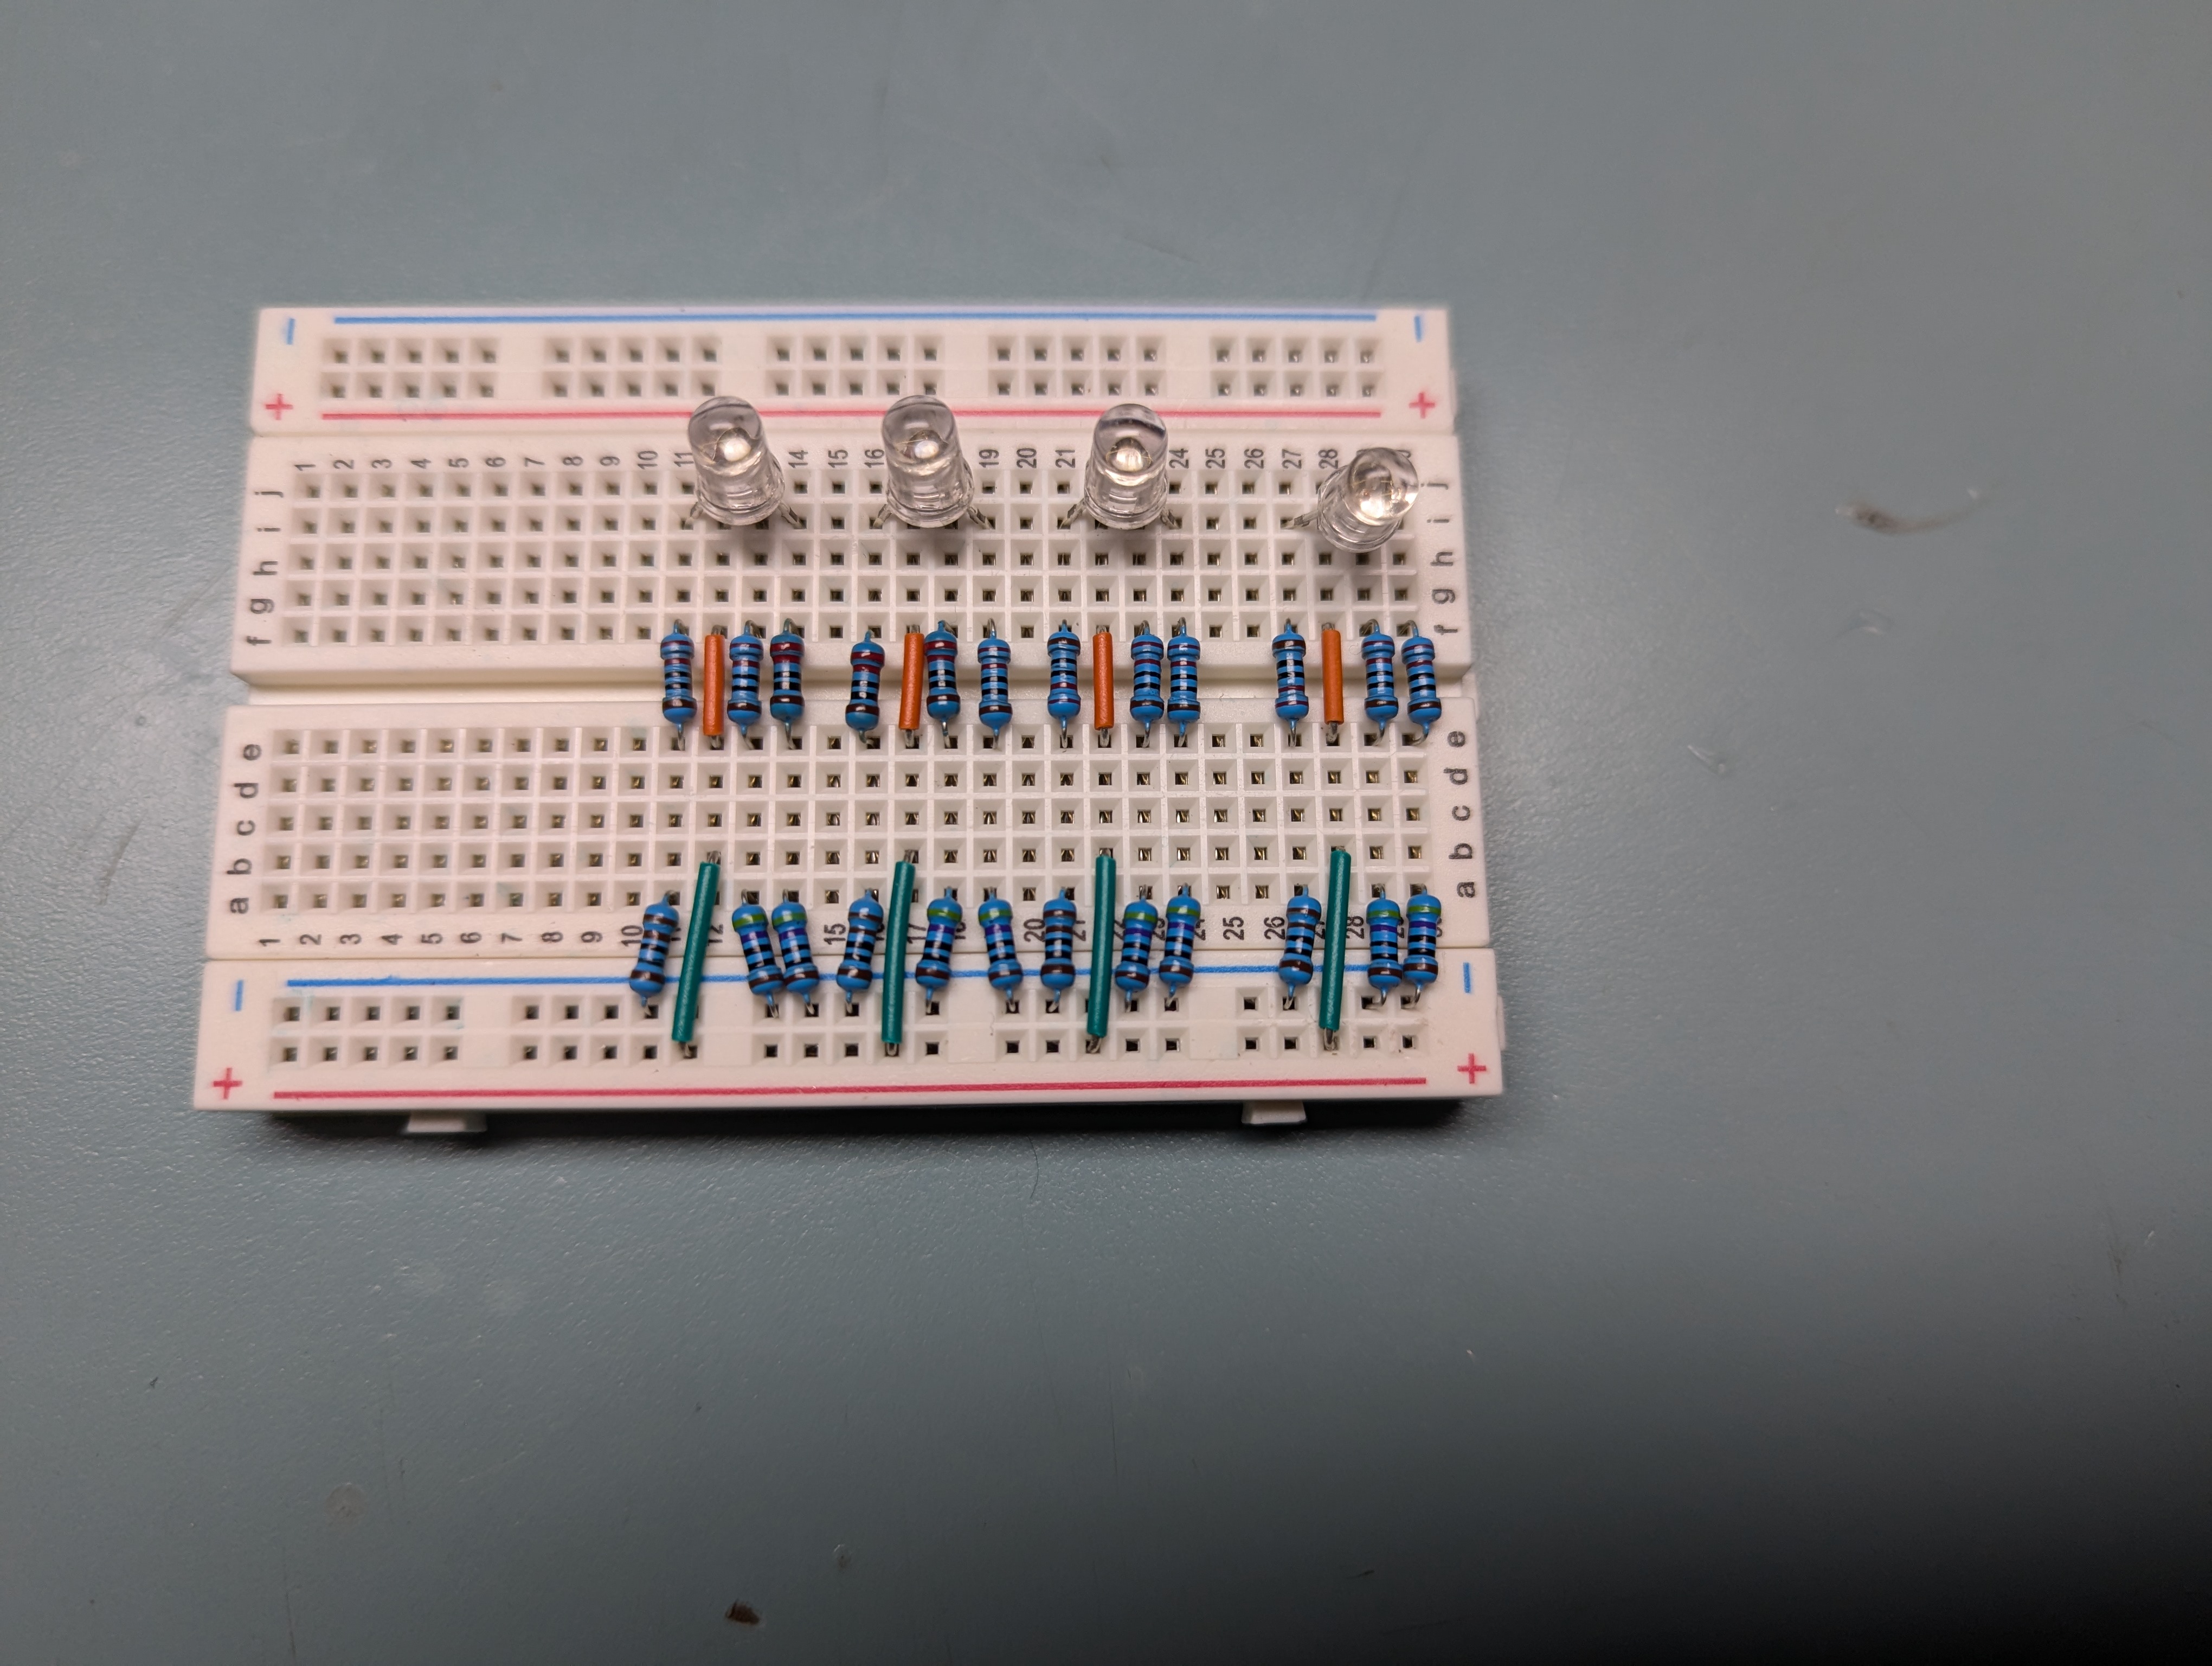 − −
+ +
1 2 3 4 5 6 7 8 9 10 11 14 15 16 19 20 21 24 25 26 27 28
j j
i i
h h
g g
f f
e e
d d
c c
b b
a a
1 2 3 4 5 6 7 8 9 10 12 15 17 20 25 26 28
− −
+ +